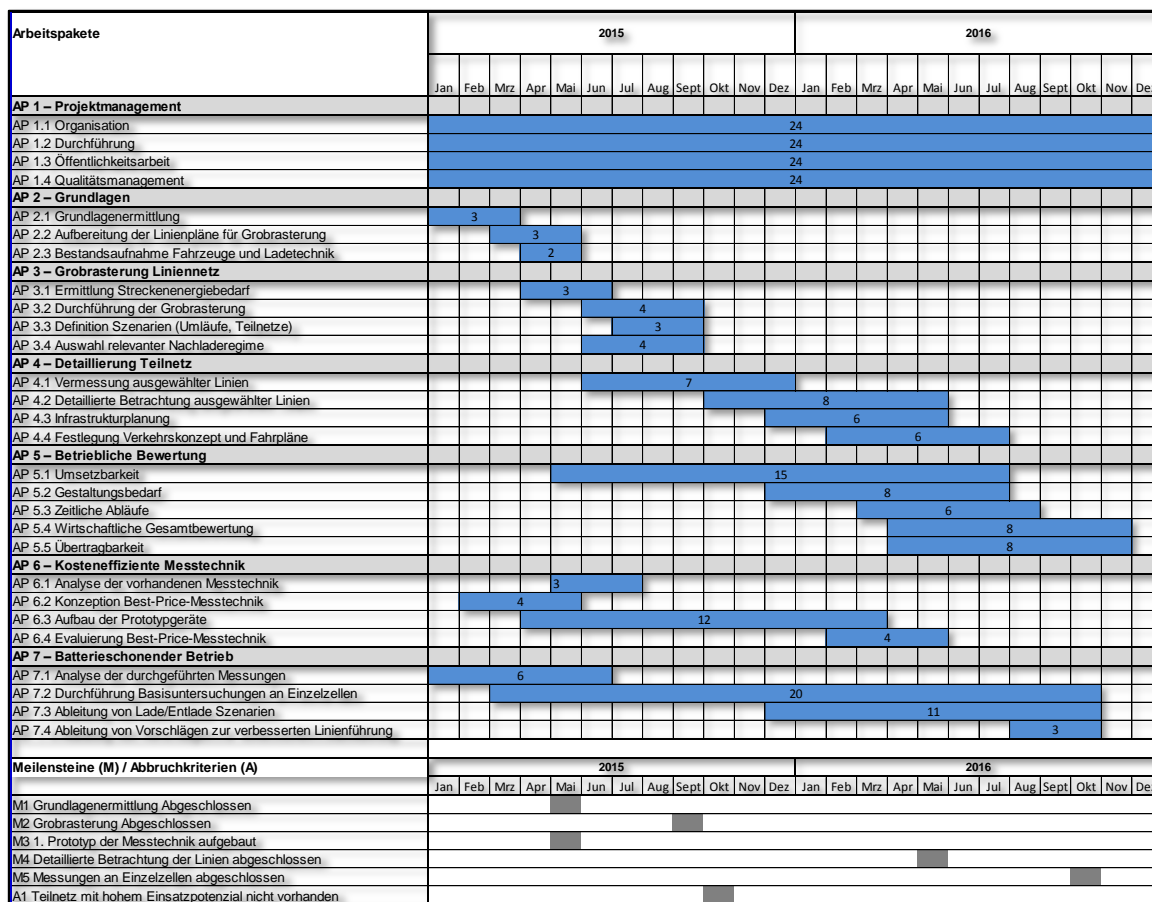 Arbeitspakete 2015 2016
Jan Feb Mrz Apr Mai Jun Jul Aug Sept Okt Nov Dez Jan Feb Mrz Apr Mai Jun Jul Aug Sept Okt Nov Dez
AP 1 – Projektmanagement
AP 1.1 Organisation 24
AP 1.2 Durchführung 24
AP 1.3 Öffentlichkeitsarbeit 24
AP 1.4 Qualitätsmanagement 24
AP 2 – Grundlagen
AP 2.1 Grundlagenermittlung 3
AP 2.2 Aufbereitung der Linienpläne für Grobrasterung 3
AP 2.3 Bestandsaufnahme Fahrzeuge und Ladetechnik 2
AP 3 – Grobrasterung Liniennetz
AP 3.1 Ermittlung Streckenenergiebedarf 3
AP 3.2 Durchführung der Grobrasterung 4
AP 3.3 Definition Szenarien (Umläufe, Teilnetze) 3
AP 3.4 Auswahl relevanter Nachladeregime 4
AP 4 – Detaillierung Teilnetz
AP 4.1 Vermessung ausgewählter Linien 7
AP 4.2 Detaillierte Betrachtung ausgewählter Linien 8
AP 4.3 Infrastrukturplanung 6
AP 4.4 Festlegung Verkehrskonzept und Fahrpläne 6
AP 5 – Betriebliche Bewertung
AP 5.1 Umsetzbarkeit 15
AP 5.2 Gestaltungsbedarf 8
AP 5.3 Zeitliche Abläufe 6
AP 5.4 Wirtschaftliche Gesamtbewertung 8
AP 5.5 Übertragbarkeit 8
AP 6 – Kosteneffiziente Messtechnik
AP 6.1 Analyse der vorhandenen Messtechnik 3
AP 6.2 Konzeption Best-Price-Messtechnik 4
AP 6.3 Aufbau der Prototypgeräte 12
AP 6.4 Evaluierung Best-Price-Messtechnik 4
AP 7 – Batterieschonender Betrieb
AP 7.1 Analyse der durchgeführten Messungen 6
AP 7.2 Durchführung Basisuntersuchungen an Einzelzellen 20
AP 7.3 Ableitung von Lade/Entlade Szenarien 11
AP 7.4 Ableitung von Vorschlägen zur verbesserten Linienführung 3
Meilensteine (M) / Abbruchkriterien (A) 2015 2016
Jan Feb Mrz Apr Mai Jun Jul Aug Sept Okt Nov Dez Jan Feb Mrz Apr Mai Jun Jul Aug Sept Okt Nov Dez
M1 Grundlagenermittlung Abgeschlossen
M2 Grobrasterung Abgeschlossen
M3 1. Prototyp der Messtechnik aufgebaut
M4 Detaillierte Betrachtung der Linien abgeschlossen
M5 Messungen an Einzelzellen abgeschlossen
A1 Teilnetz mit hohem Einsatzpotenzial nicht vorhanden